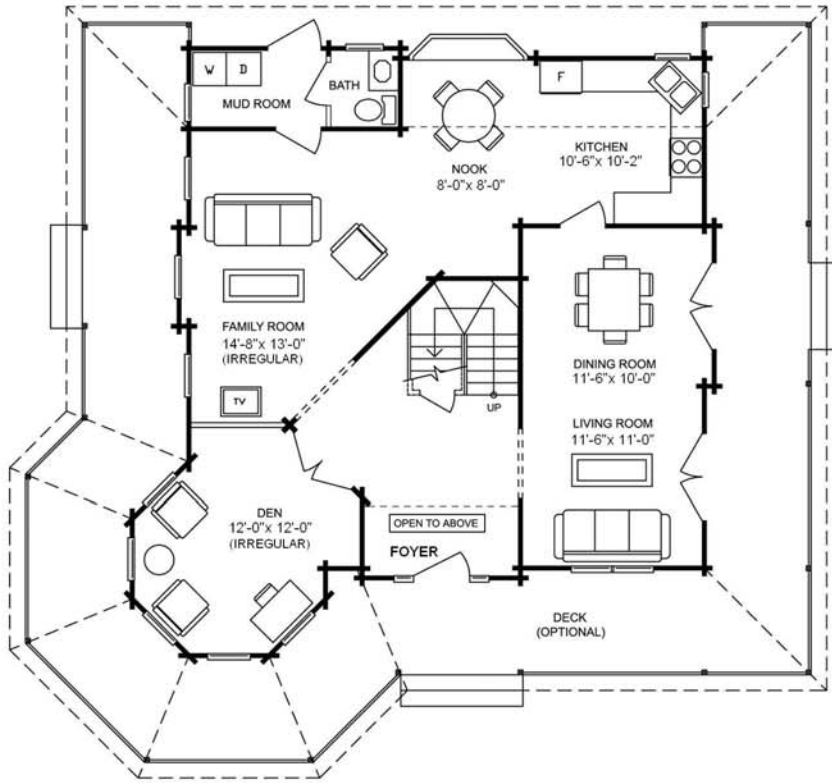 W D
MUD ROOM
BATH
F
NOOK
8'-0"x 8'-0"
KITCHEN
10'-6"x 10'-2"
FAMILY ROOM
14'-8"x 13'-0"
(IRREGULAR)
TV
UP
DINING ROOM
11'-6"x 10'-0"
LIVING ROOM
11'-6"x 11'-0"
DEN
12'-0"x 12'-0"
(IRREGULAR)
OPEN TO ABOVE
FOYER
DECK
(OPTIONAL)